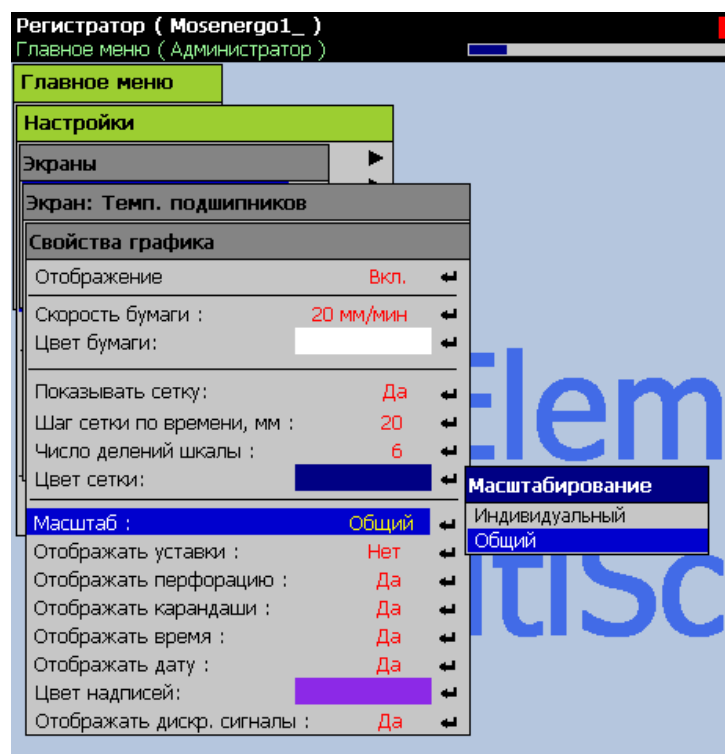 Регистратор ( Mosenergo1_ )
Главное меню ( Администратор )
Главное меню
Настройки
Экраны
Экран: Темп. подшипников
Свойства графика
Отображение Вкл.
Скорость бумаги : 20 мм/мин
Цвет бумаги:
Показывать сетку: Да
Шаг сетки по времени, мм : 20
Число делений шкалы : 6
Цвет сетки:
Масштаб : Общий
Отображать уставки : Нет
Отображать перфорацию : Да
Отображать карандаши : Да
Отображать время : Да
Отображать дату : Да
Цвет надписей:
Отображать дискр. сигналы : Да
Масштабирование
Индивидуальный
Общий
Elem
ltiSc